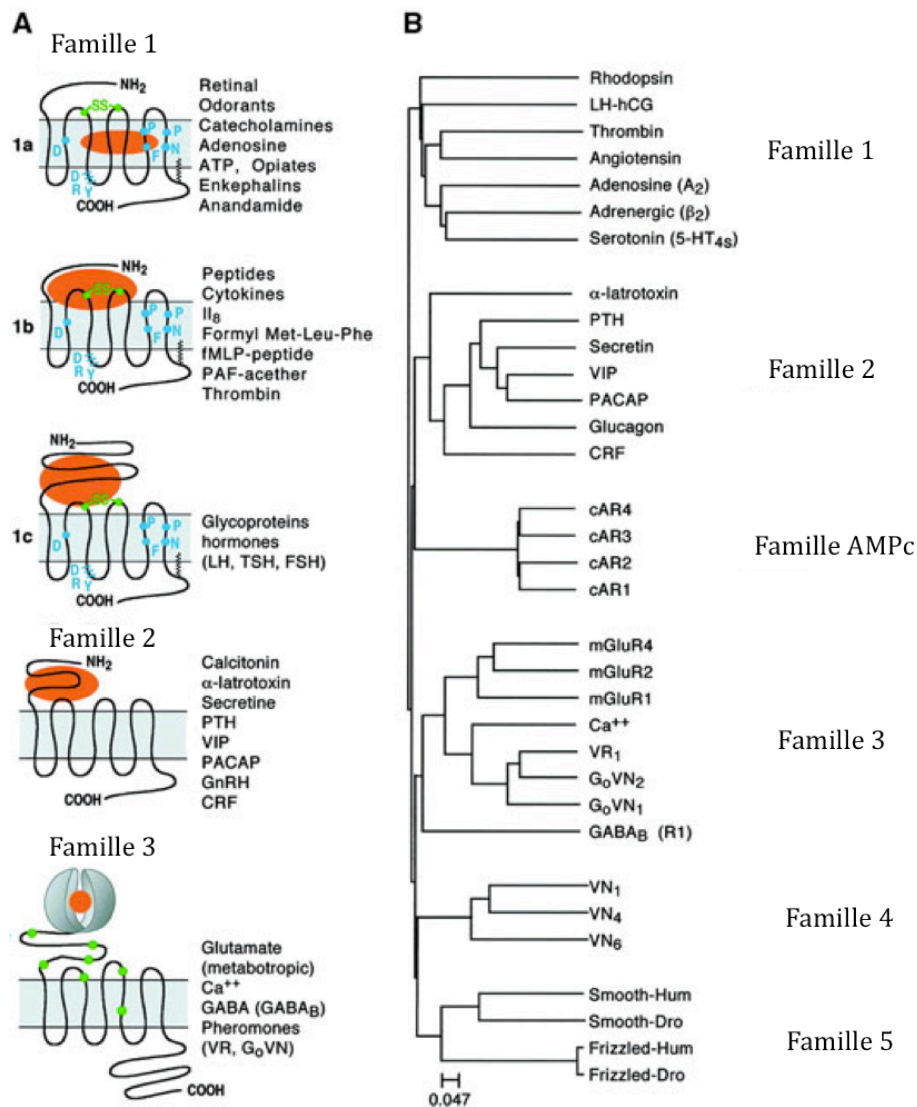 A
Famille 1
NH2
SS
P P
1a
D
F N
D
R Y
COOH
Retinal
Odorants
Catecholamines
Adenosine
ATP, Opiates
Enkephalins
Anandamide
NH2
SS
P P
1b
D
F N
D
R Y
COOH
Peptides
Cytokines
Il8
Formyl Met-Leu-Phe
fMLP-peptide
PAF-acether
Thrombin
NH2
SS
P P
1c
D
F N
D
R Y
COOH
Glycoproteins
hormones
(LH, TSH, FSH)
Famille 2
NH2
COOH
Calcitonin
α-latrotoxin
Secretine
PTH
VIP
PACAP
GnRH
CRF
Famille 3
Glutamate
(metabotropic)
Ca++
GABA (GABAB)
Pheromones
(VR, GoVN)
COOH
B
Rhodopsin
LH-hCG
Thrombin
Angiotensin
Adenosine (A2)
Adrenergic (β2)
Serotonin (5-HT4s)
Famille 1
α-latrotoxin
PTH
Secretin
VIP
PACAP
Glucagon
CRF
Famille 2
cAR4
cAR3
cAR2
cAR1
Famille AMPc
mGluR4
mGluR2
mGluR1
Ca++
VR1
GoVN2
GoVN1
GABAB (R1)
Famille 3
VN1
VN4
VN6
Famille 4
Smooth-Hum
Smooth-Dro
Frizzled-Hum
Frizzled-Dro
Famille 5
0.047